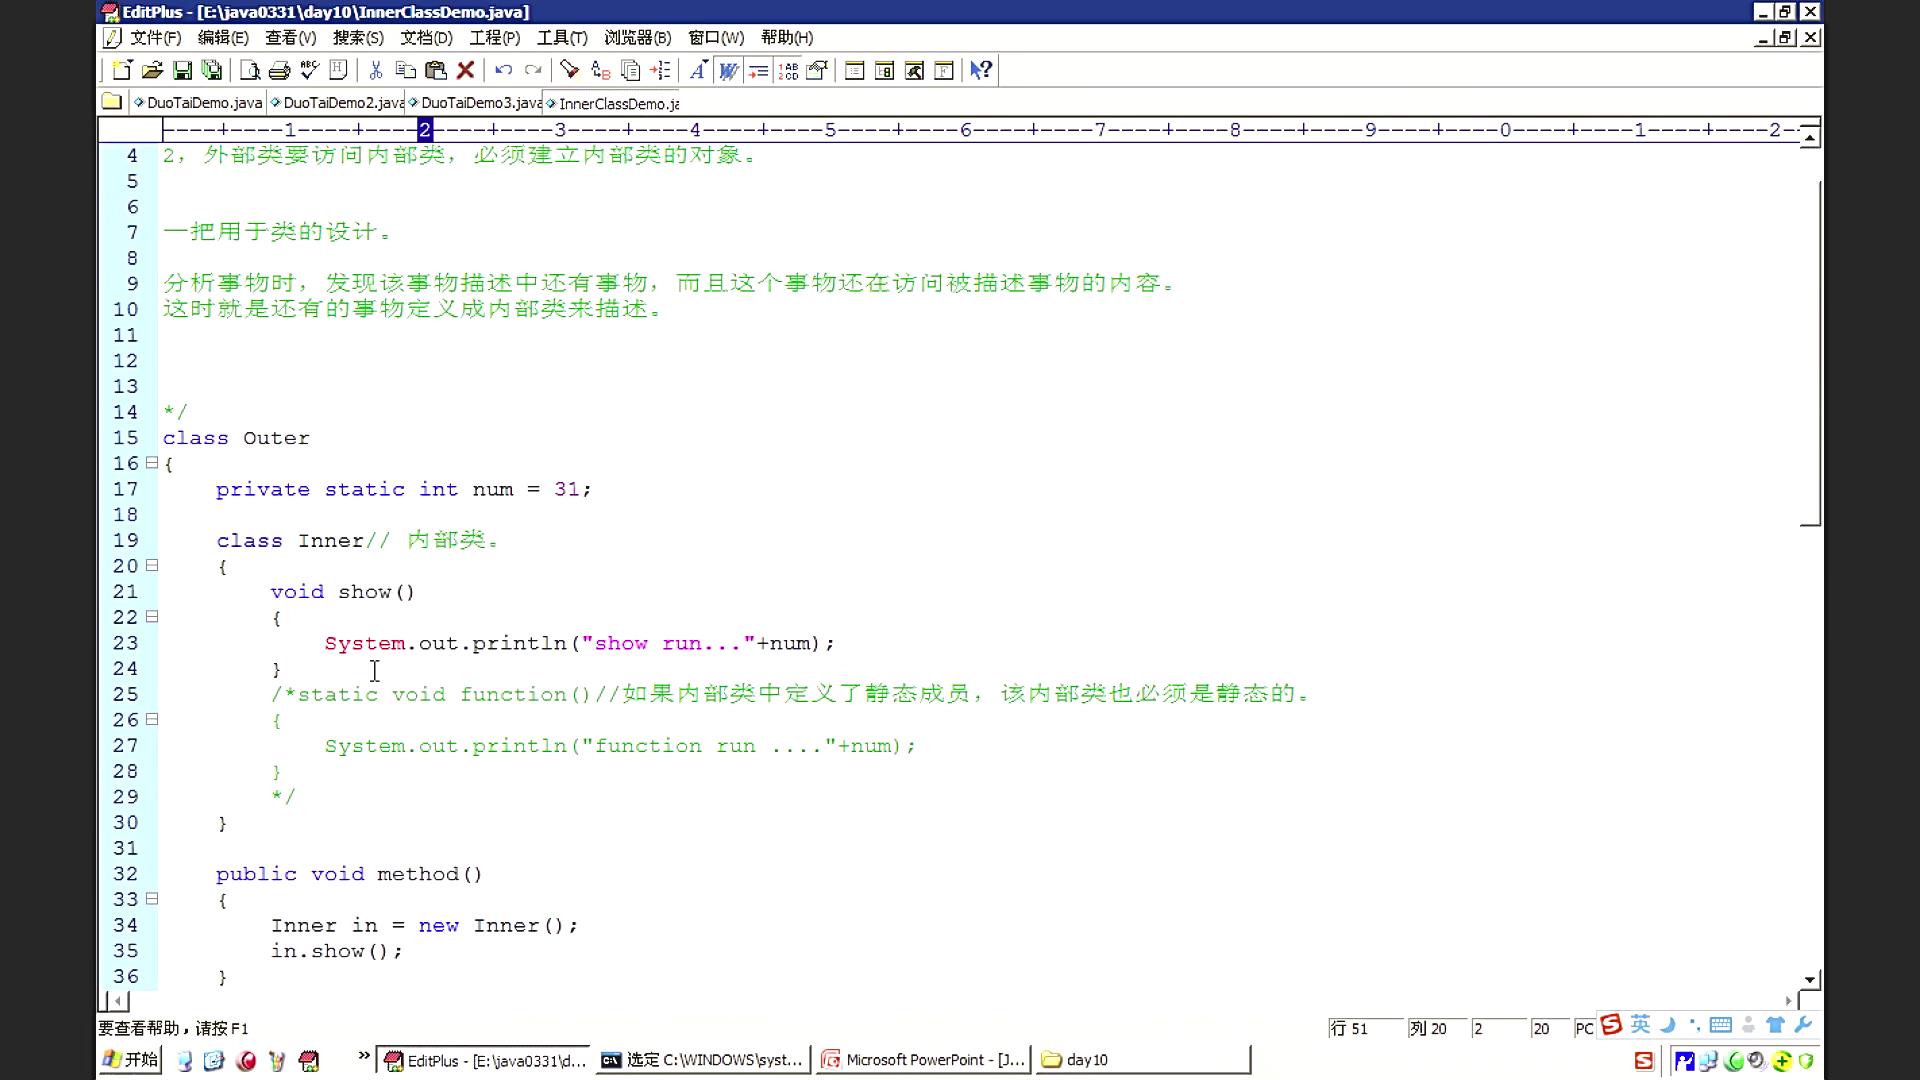 EditPlus - [E:\java0331\day10\InnerClassDemo.java]
文件(F) 编辑(E) 查看(V) 搜索(S) 文档(D) 工程(P) 工具(T) 浏览器(B) 窗口(W) 帮助(H)
DuoTaiDemo.java DuoTaiDemo2.java DuoTaiDemo3.java InnerClassDemo.ja
----+----1----+----2----+----3----+----4----+----5----+----6----+----7----+----8----+----9----+----0----+----1----+----2--
4 2，外部类要访问内部类，必须建立内部类的对象。
5
6
7 一把用于类的设计。
8
9 分析事物时，发现该事物描述中还有事物，而且这个事物还在访问被描述事物的内容。
10 这时就是还有的事物定义成内部类来描述。
11
12
13
14 */
15 class Outer
16 {
17 private static int num = 31;
18
19 class Inner// 内部类。
20 {
21 void show()
22 {
23 System.out.println("show run..."+num);
24 }
25 /*static void function()//如果内部类中定义了静态成员，该内部类也必须是静态的。
26 {
27 System.out.println("function run ...."+num);
28 }
29 */
30 }
31
32 public void method()
33 {
34 Inner in = new Inner();
35 in.show();
36 }
要查看帮助，请按 F1 行 51 列 20 2 20 PC 英
开始 EditPlus - [E:\java0331\d... 选定 C:\WINDOWS\syst... Microsoft PowerPoint - [J... day10